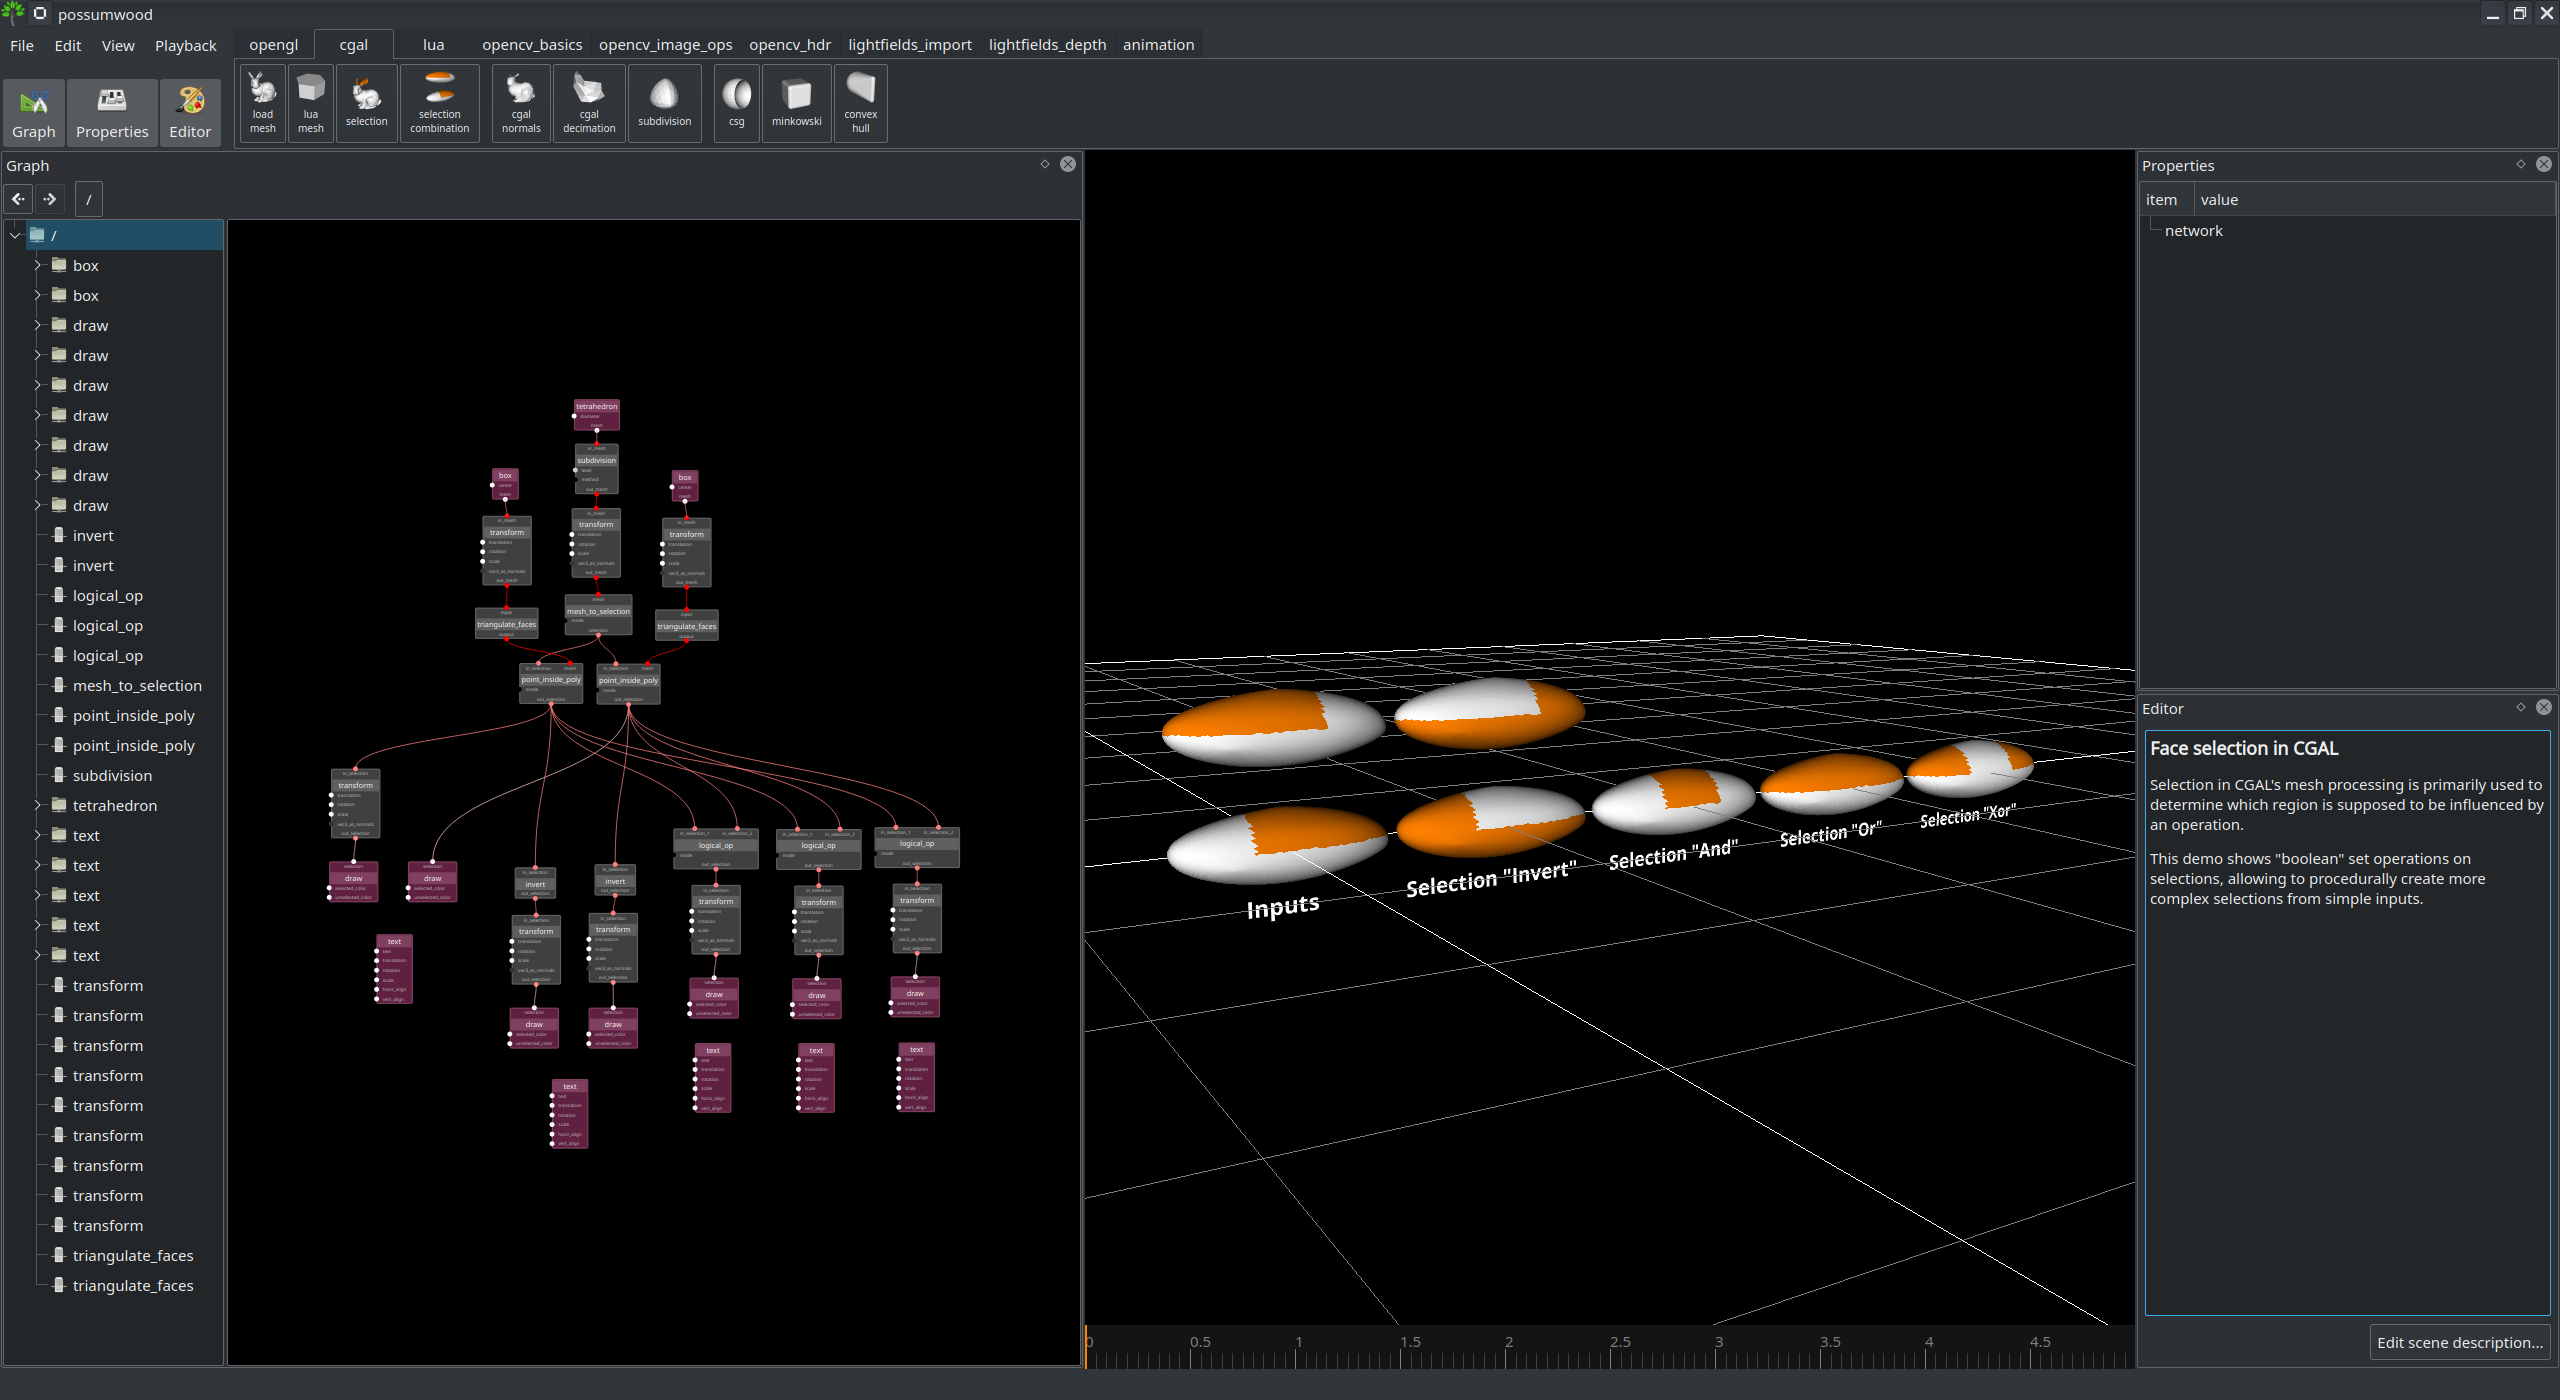 possumwood
File Edit View Playback
opengl cgal lua opencv_basics opencv_image_ops opencv_hdr lightfields_import lightfields_depth animation
Graph Properties Editor
load mesh
lua mesh
selection
selection combination
cgal normals
cgal decimation
subdivision
csg
minkowski
convex hull
Graph
/
/
box
box
draw
draw
draw
draw
draw
draw
draw
invert
invert
logical_op
logical_op
logical_op
mesh_to_selection
point_inside_poly
point_inside_poly
subdivision
tetrahedron
text
text
text
text
text
transform
transform
transform
transform
transform
transform
transform
transform
transform
triangulate_faces
triangulate_faces
tetrahedron
subdivision
box
box
transform
transform
transform
mesh_to_selection
triangulate_faces
triangulate_faces
point_inside_poly
point_inside_poly
transform
draw
draw
invert
invert
logical_op
logical_op
logical_op
transform
transform
transform
transform
transform
draw
draw
draw
draw
draw
text
text
text
text
text
Inputs
Selection "Invert"
Selection "And"
Selection "Or"
Selection "Xor"
0 0.5 1 1.5 2 2.5 3 3.5 4 4.5
Properties
item value
network
Editor
Face selection in CGAL
Selection in CGAL's mesh processing is primarily used to
determine which region is supposed to be influenced by
an operation.
This demo shows "boolean" set operations on
selections, allowing to procedurally create more
complex selections from simple inputs.
Edit scene description...